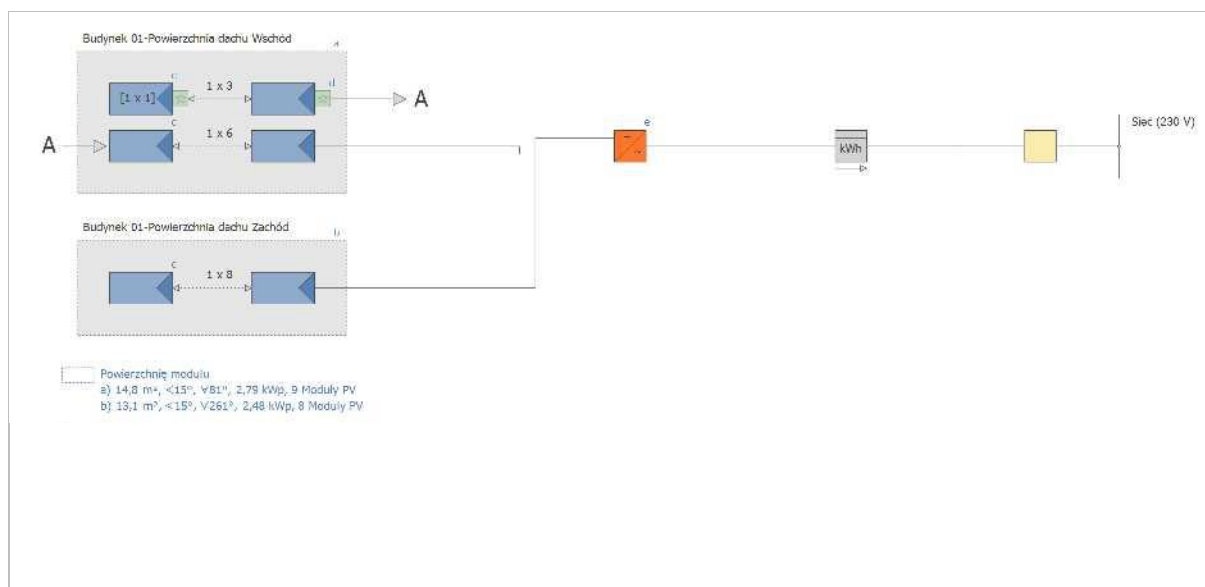 Budynek 01-Powierzchnia dachu Wschód
a
c
d
[1 x 1]
1 x 3
A
c
A
1 x 6
e
kWh
Siec (230 V)
Budynek 01-Powierzchnia dachu Zachód
b
c
1 x 8
Powierzchnię modułu
a) 14,8 m², <15°, ∀81°, 2,79 kWp, 9 Moduły PV
b) 13,1 m², <15°, ∀261°, 2,48 kWp, 8 Moduły PV